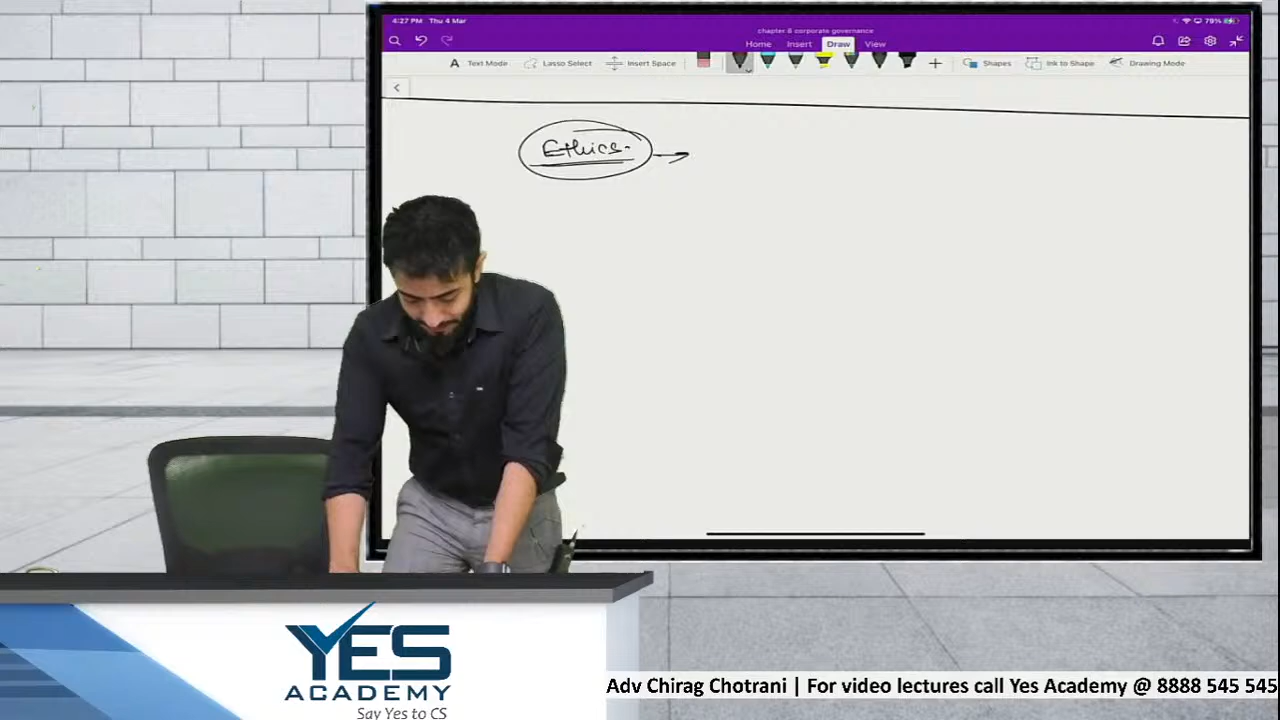 4:27 PM Thu 4 Mar
79%
chapter 6 corporate governance
Home Insert Draw View
Text Mode Lasso Select Insert Space Shapes Ink to Shape Drawing Mode
Ethics.
YES
ACADEMY
Say Yes to CS
Adv Chirag Chotrani | For video lectures call Yes Academy @ 8888 545 545